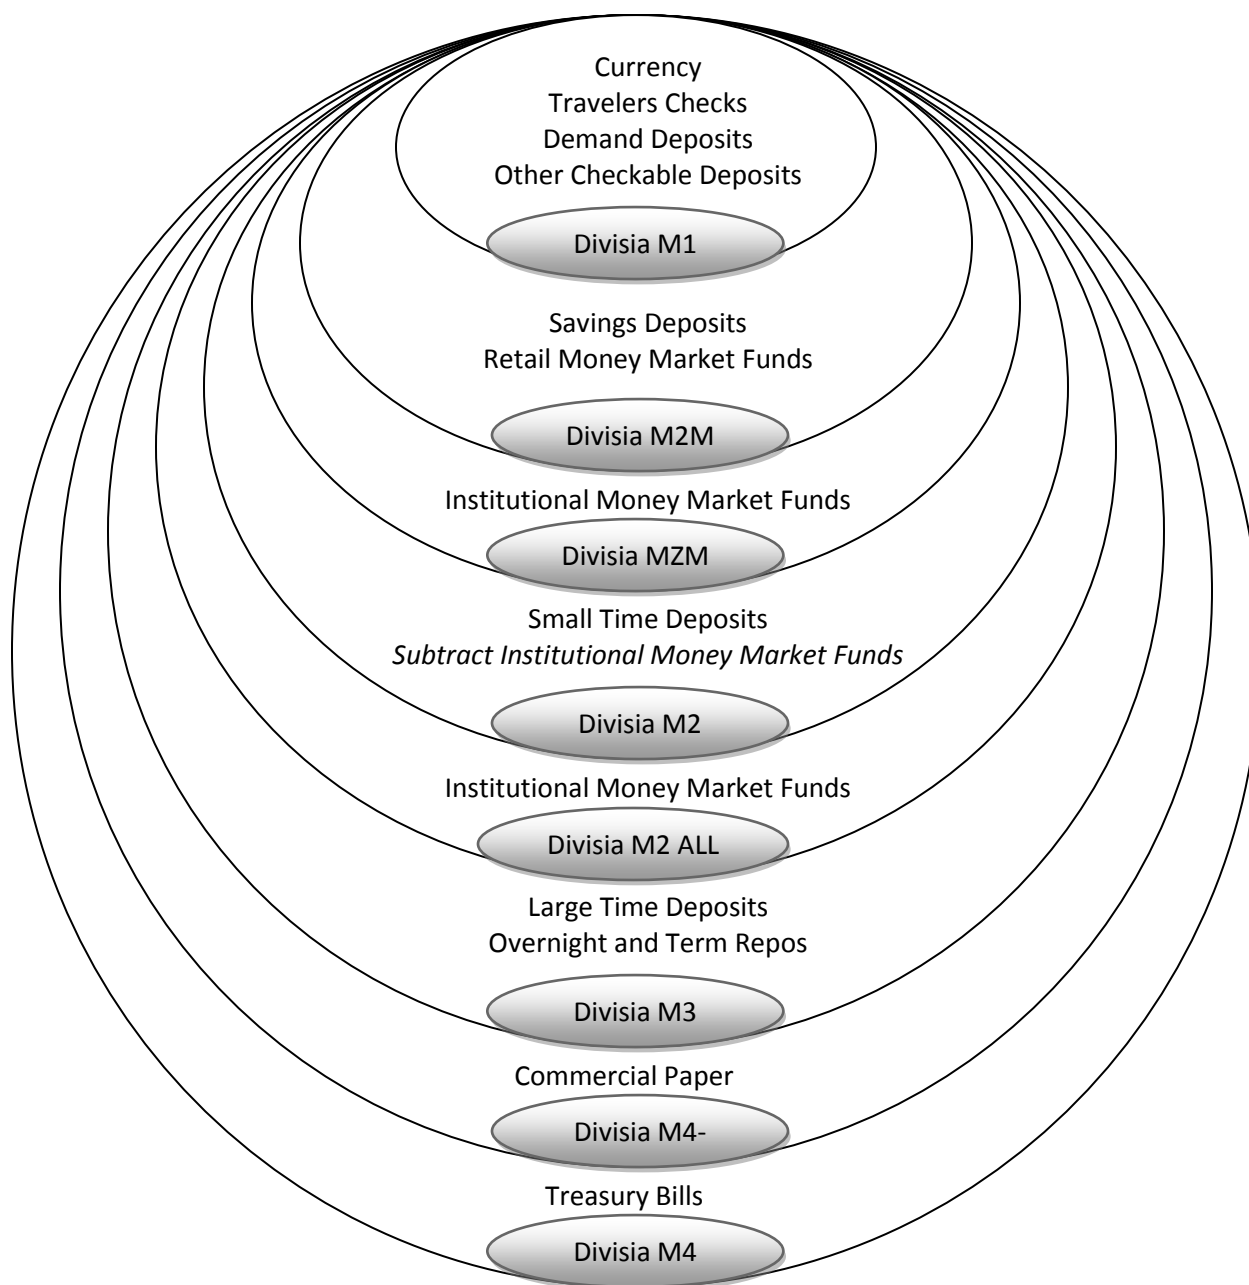 Currency
Travelers Checks
Demand Deposits
Other Checkable Deposits
Divisia M1
Savings Deposits
Retail Money Market Funds
Divisia M2M
Institutional Money Market Funds
Divisia MZM
Small Time Deposits
Subtract Institutional Money Market Funds
Divisia M2
Institutional Money Market Funds
Divisia M2 ALL
Large Time Deposits
Overnight and Term Repos
Divisia M3
Commercial Paper
Divisia M4-
Treasury Bills
Divisia M4